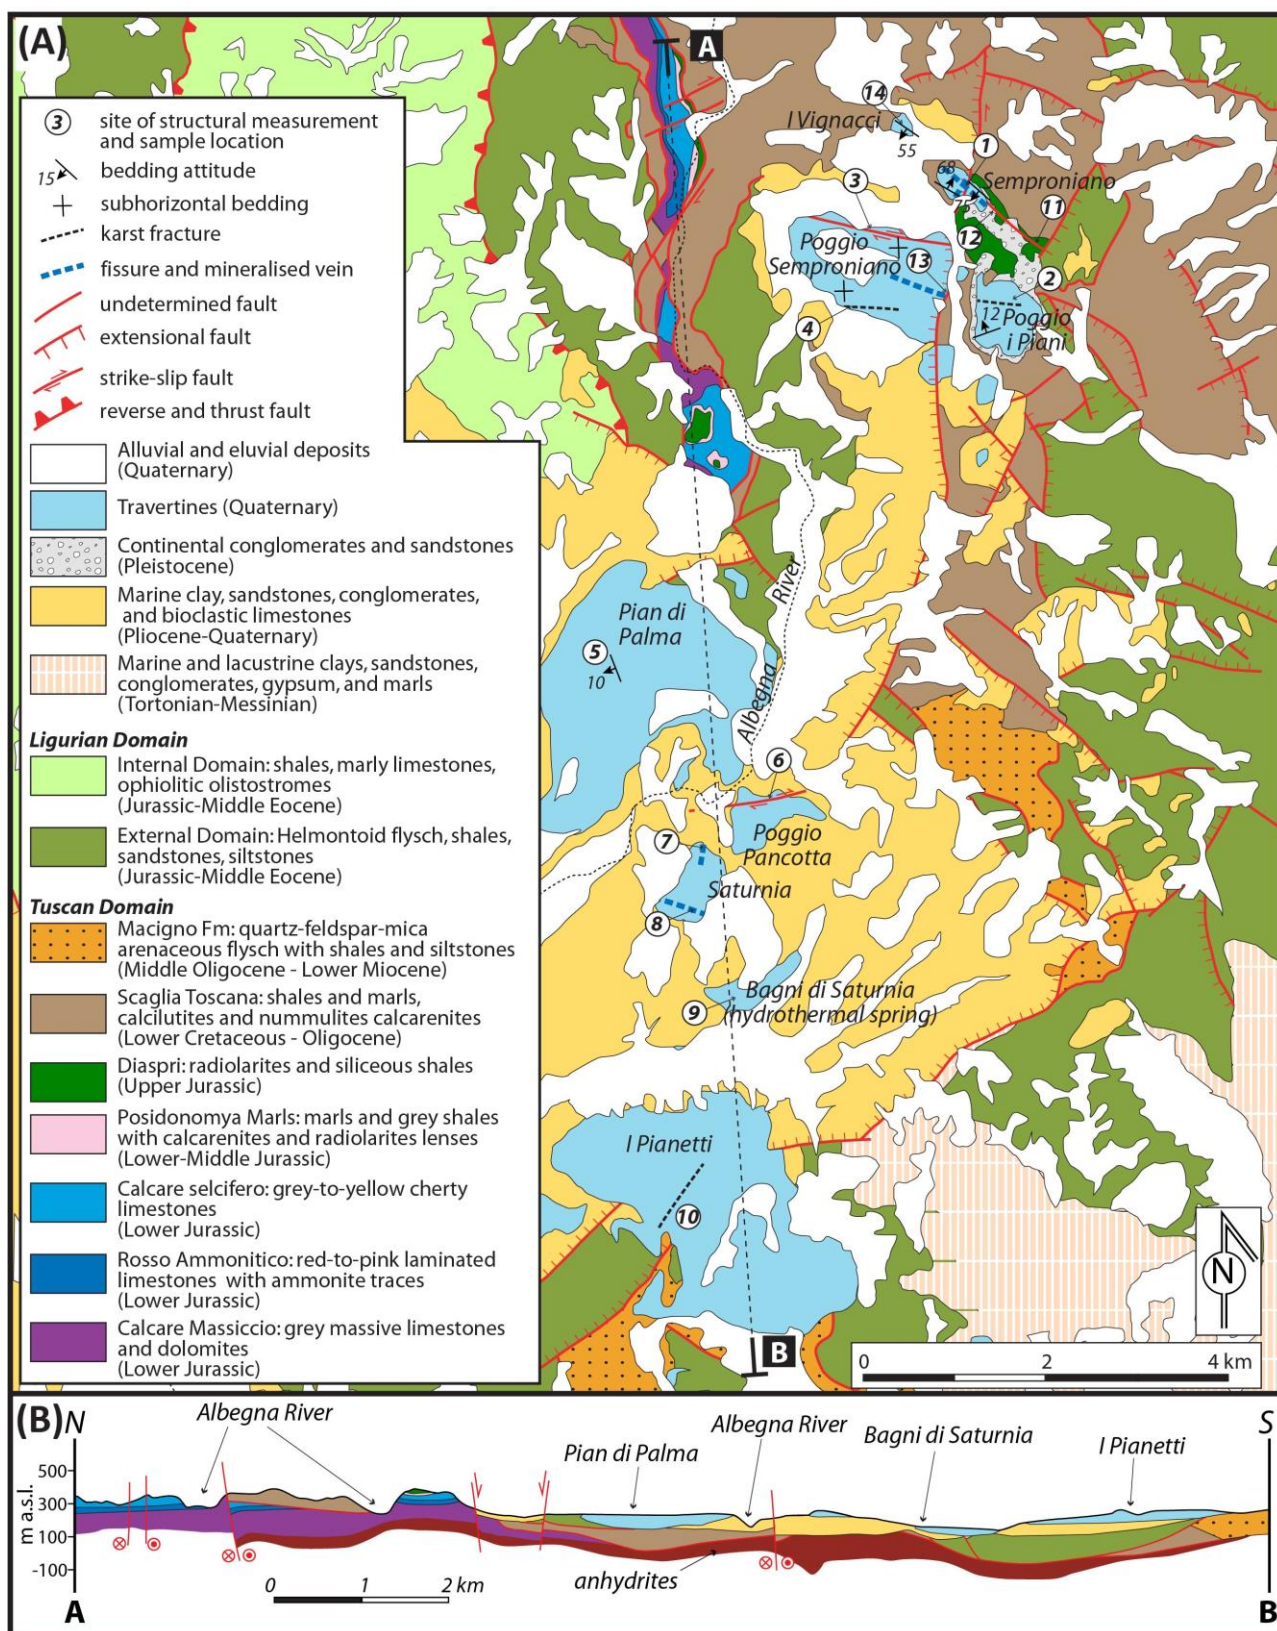 (A)
A
3 site of structural measurement
and sample location
15 bedding attitude
subhorizontal bedding
karst fracture
fissure and mineralised vein
undetermined fault
extensional fault
strike-slip fault
reverse and thrust fault
Alluvial and eluvial deposits
(Quaternary)
Travertines (Quaternary)
Continental conglomerates and sandstones
(Pleistocene)
Marine clay, sandstones, conglomerates,
and bioclastic limestones
(Pliocene-Quaternary)
Marine and lacustrine clays, sandstones,
conglomerates, gypsum, and marls
(Tortonian-Messinian)
Ligurian Domain
Internal Domain: shales, marly limestones,
ophiolitic olistostromes
(Jurassic-Middle Eocene)
External Domain: Helmontoid flysch, shales,
sandstones, siltstones
(Jurassic-Middle Eocene)
Tuscan Domain
Macigno Fm: quartz-feldspar-mica
arenaceous flysch with shales and siltstones
(Middle Oligocene - Lower Miocene)
Scaglia Toscana: shales and marls,
calcilutites and nummulites calcarenites
(Lower Cretaceous - Oligocene)
Diaspri: radiolarites and siliceous shales
(Upper Jurassic)
Posidonomya Marls: marls and grey shales
with calcarenites and radiolarites lenses
(Lower-Middle Jurassic)
Calcare selcifero: grey-to-yellow cherty
limestones
(Lower Jurassic)
Rosso Ammonitico: red-to-pink laminated
limestones with ammonite traces
(Lower Jurassic)
Calcare Massiccio: grey massive limestones
and dolomites
(Lower Jurassic)
14
I Vignacci
55
1
68
Semproniano
75
3
11
12
Poggio
Semproniano
13
2
4
12
Poggio
i Piani
Pian di
Palma
5
10
Albegna River
6
Poggio
Pancotta
7
Saturnia
8
9
Bagni di Saturnia
(hydrothermal spring)
I Pianetti
10
N
B
0 2 4 km
(B) N
S
Albegna River
Pian di Palma
Albegna River
Bagni di Saturnia
I Pianetti
m a.s.l.
500
300
100
-100
anhydrites
0 1 2 km
A
B